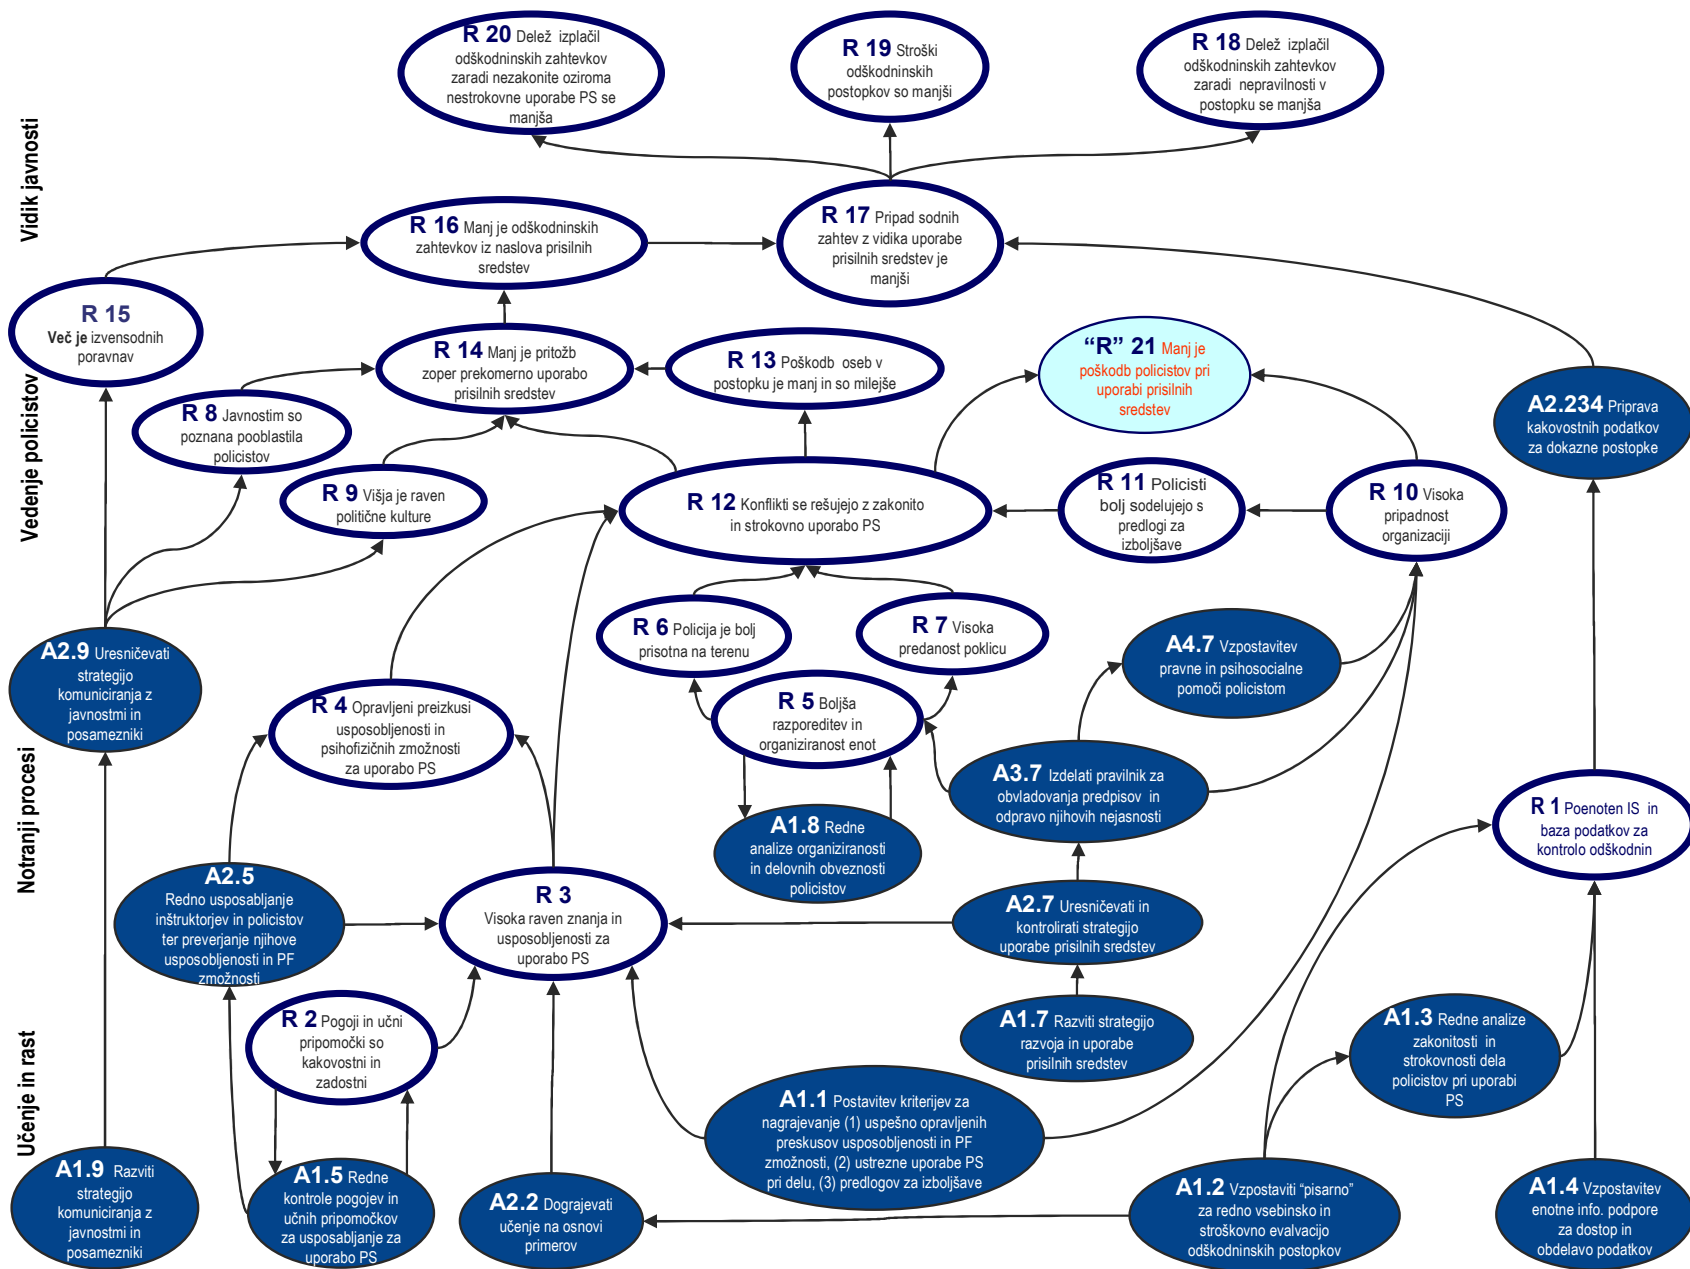 R 20 Delež izplačil
odškodninskih zahtevkov
zaradi nezakonite oziroma
nestrokovne uporabe PS se
manjša
R 19 Stroški
odškodninskih
postopkov so manjši
R 18 Delež izplačil
odškodninskih zahtevkov
zaradi nepravilnosti v
postopku se manjša
Vidik javnosti
R 16 Manj je odškodninskih
zahtevkov iz naslova prisilnih
sredstev
R 17 Pripad sodnih
zahtev z vidika uporabe
prisilnih sredstev je
manjši
R 15
Več je izvensodnih
poravnav
R 14 Manj je pritožb
zoper prekomerno uporabo
prisilnih sredstev
R 13 Poškodb oseb v
postopku je manj in so milejše
“R” 21 Manj je
poškodb policistov pri
uporabi prisilnih
sredstev
A2.234 Priprava
kakovostnih podatkov
za dokazne postopke
Vedenje policistov
R 8 Javnostim so
poznana pooblastila
policistov
R 9 Višja je raven
politične kulture
R 12 Konflikti se rešujejo z zakonito
in strokovno uporabo PS
R 11 Policisti
bolj sodelujejo s
predlogi za
izboljšave
R 10 Visoka
pripadnost
organizaciji
R 6 Policija je bolj
prisotna na terenu
R 7 Visoka
predanost poklicu
A4.7 Vzpostavitev
pravne in psihosocialne
pomoči policistom
A2.9 Uresničevati
strategijo
komuniciranja z
javnostmi in
posamezniki
R 4 Opravljeni preizkusi
usposobljenosti in
psihofizičnih zmožnosti
za uporabo PS
R 5 Boljša
razporeditev in
organiziranost enot
A3.7 Izdelati pravilnik za
obvladovanja predpisov in
odpravo njihovih nejasnosti
Notranji procesi
A1.8 Redne
analize organiziranosti
in delovnih obveznosti
policistov
R 1 Poenoten IS in
baza podatkov za
kontrolo odškodnin
A2.5
Redno usposabljanje
inštruktorjev in policistov
ter preverjanje njihove
usposobljenosti in PF
zmožnosti
R 3
Visoka raven znanja in
usposobljenosti za
uporabo PS
A2.7 Uresničevati in
kontrolirati strategijo
uporabe prisilnih sredstev
Učenje in rast
R 2 Pogoji in učni
pripomočki so
kakovostni in
zadostni
A1.7 Razviti strategijo
razvoja in uporabe
prisilnih sredstev
A1.3 Redne analize
zakonitosti in
strokovnosti dela
policistov pri uporabi
PS
A1.1 Postavitev kriterijev za
nagrajevanje (1) uspešno opravljenih
preskusov usposobljenosti in PF
zmožnosti, (2) ustrezne uporabe PS
pri delu, (3) predlogov za izboljšave
A1.9 Razviti
strategijo
komuniciranja z
javnostmi in
posamezniki
A1.5 Redne
kontrole pogojev in
učnih pripomočkov
za usposabljanje za
uporabo PS
A2.2 Dograjevati
učenje na osnovi
primerov
A1.2 Vzpostaviti “pisarno”
za redno vsebinsko in
stroškovno evalvacijo
odškodninskih postopkov
A1.4 Vzpostavitev
enotne info. podpore
za dostop in
obdelavo podatkov